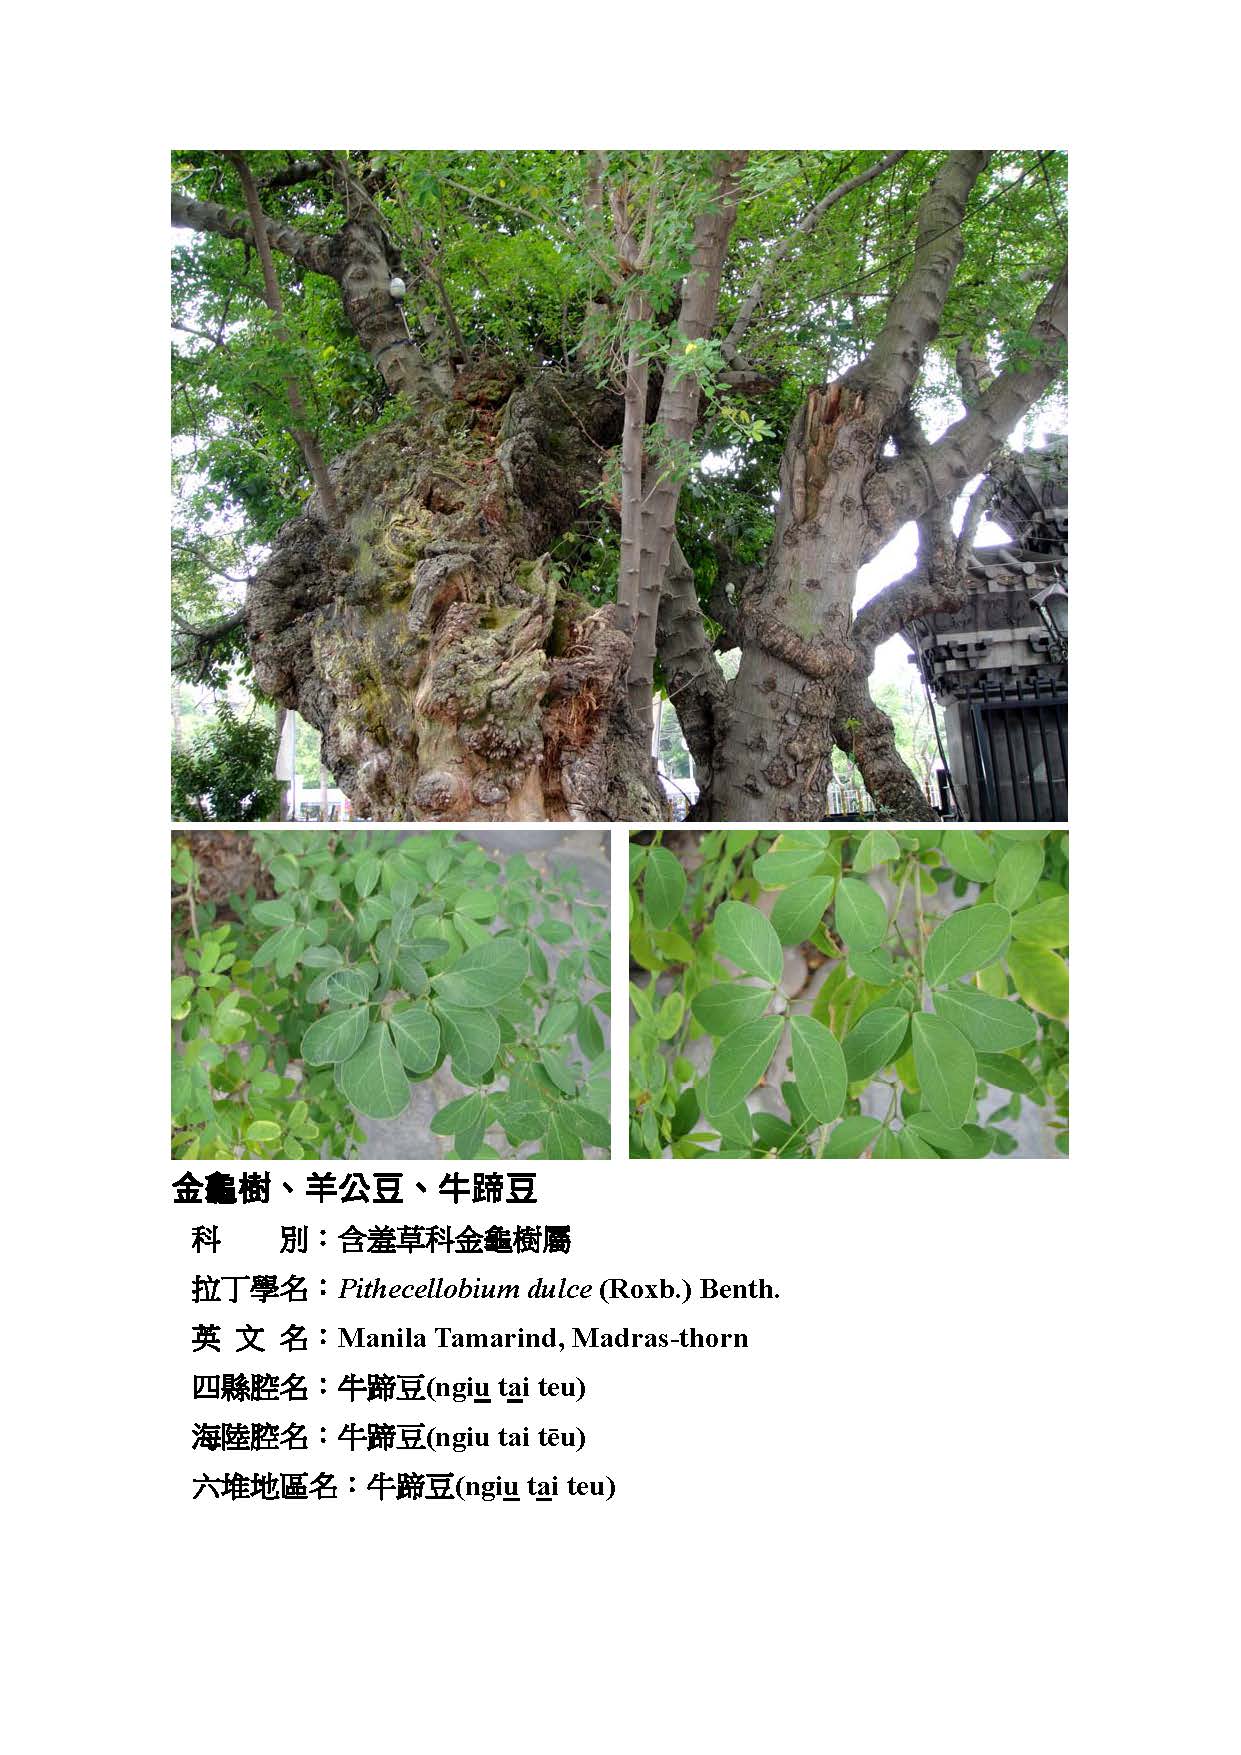 金龜樹、羊公豆、牛蹄豆
科　　別：含羞草科金龜樹屬
拉丁學名：Pithecellobium dulce (Roxb.) Benth.
英 文 名：Manila Tamarind, Madras-thorn
四縣腔名：牛蹄豆(ngiu̲ ta̲i teu)
海陸腔名：牛蹄豆(ngiu tai tēu)
六堆地區名：牛蹄豆(ngiu̲ ta̲i teu)